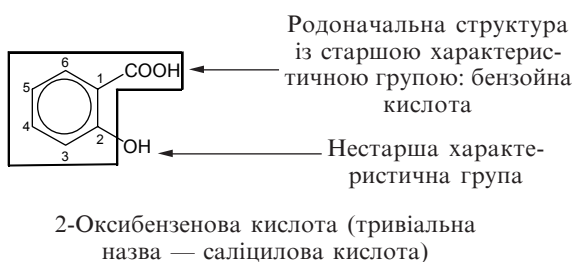 Родоначальна структура
із старшою характерис-
тичною групою: бензойна
кислота
COOH
6
1
5
4
2
3
OH
Нестарша характе-
ристична група
2-Оксибензенова кислота (тривіальна
назва — саліцилова кислота)